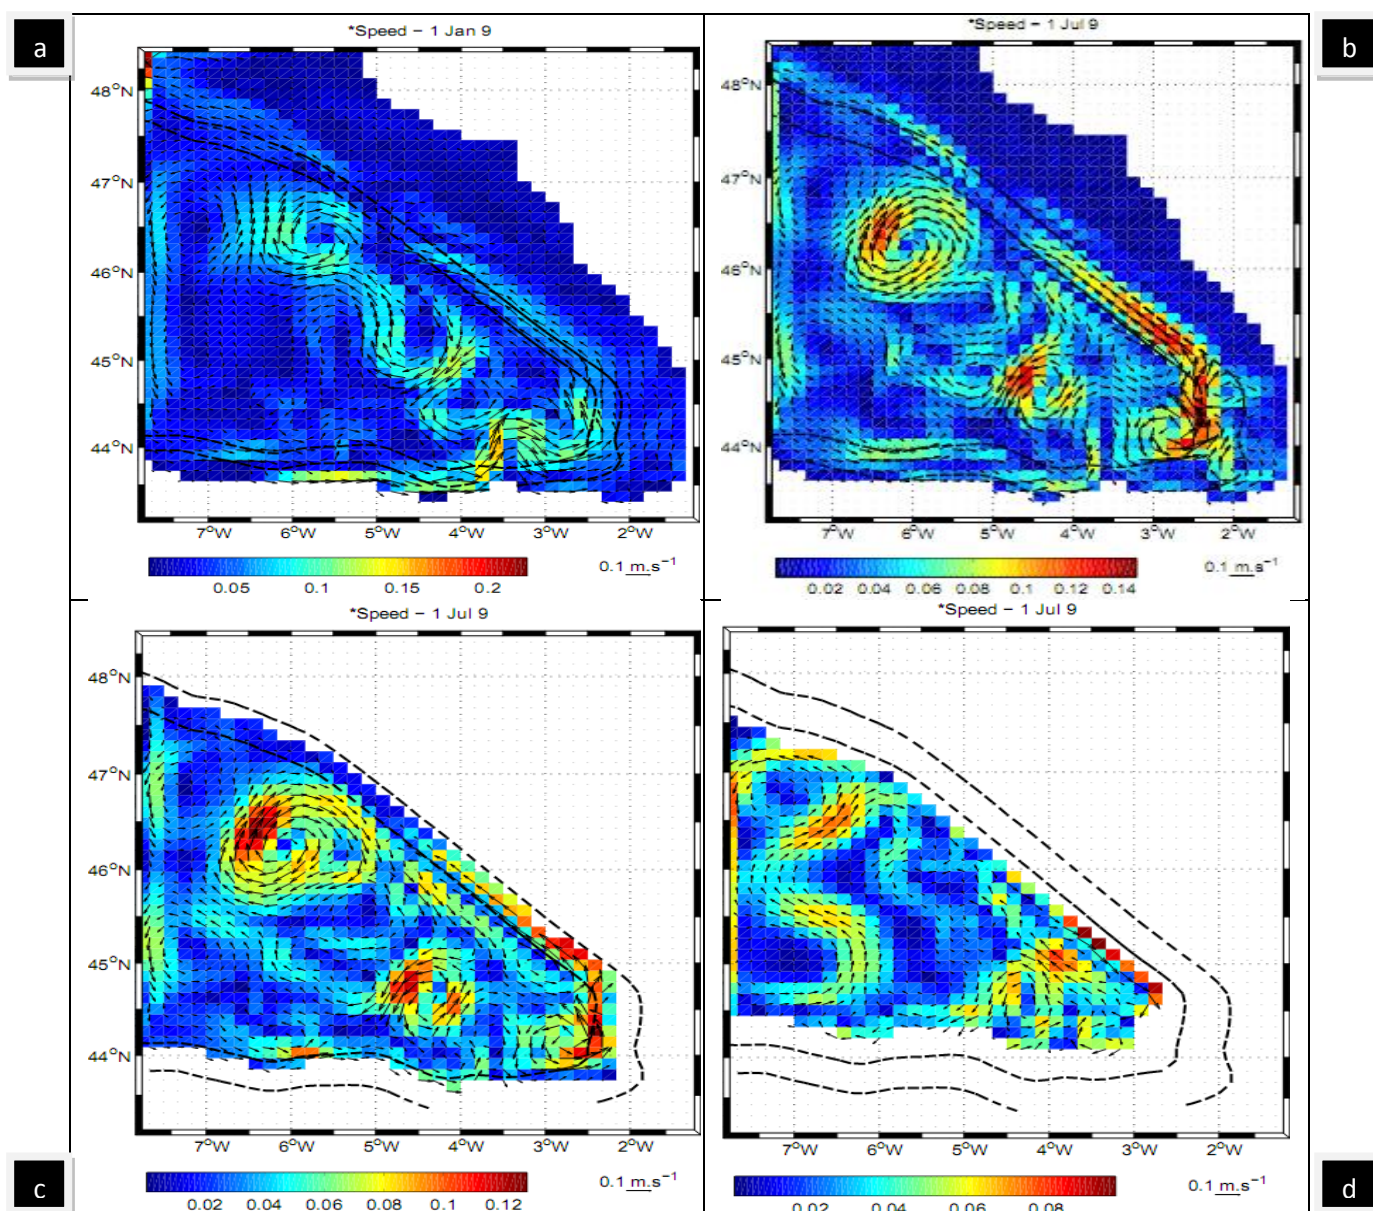 a
*Speed − 1 Jan 9
48°N
47°N
46°N
45°N
44°N
7°W 6°W 5°W 4°W 3°W 2°W
0.05 0.1 0.15 0.2
0.1 m.s⁻¹
b
*Speed − 1 Jul 9
48°N
47°N
46°N
45°N
44°N
7°W 6°W 5°W 4°W 3°W 2°W
0.02 0.04 0.06 0.08 0.1 0.12 0.14
0.1 m.s⁻¹
c
*Speed − 1 Jul 9
48°N
47°N
46°N
45°N
44°N
7°W 6°W 5°W 4°W 3°W 2°W
0.02 0.04 0.06 0.08 0.1 0.12
0.1 m.s⁻¹
d
*Speed − 1 Jul 9
7°W 6°W 5°W 4°W 3°W 2°W
0.02 0.04 0.06 0.08
0.1 m.s⁻¹